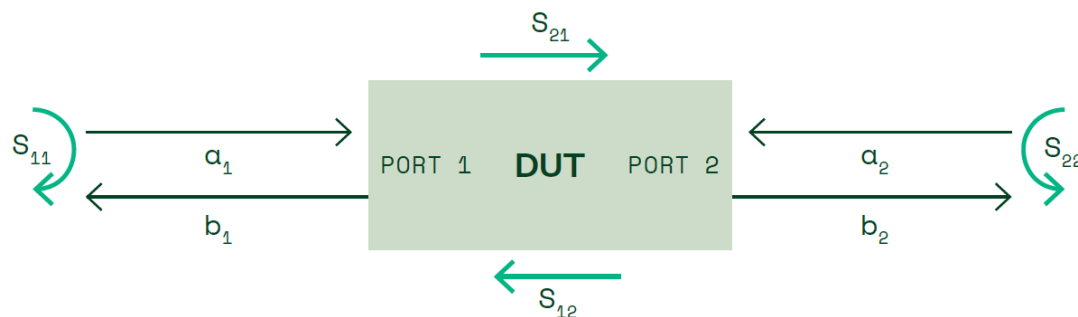 S₂₁
S₁₁
a₁
PORT 1
DUT
PORT 2
a₂
S₂₂
b₁
b₂
S₁₂